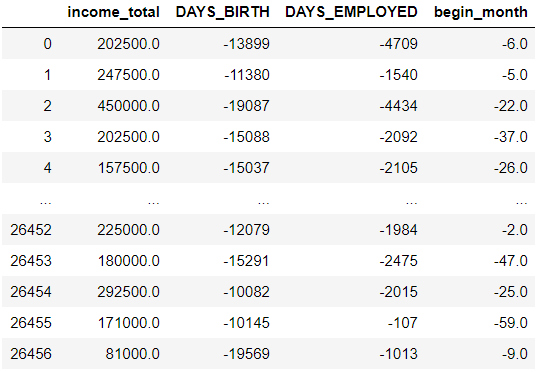 income_total DAYS_BIRTH DAYS_EMPLOYED begin_month
0 202500.0 -13899 -4709 -6.0
1 247500.0 -11380 -1540 -5.0
2 450000.0 -19087 -4434 -22.0
3 202500.0 -15088 -2092 -37.0
4 157500.0 -15037 -2105 -26.0
... ... ... ... ...
26452 225000.0 -12079 -1984 -2.0
26453 180000.0 -15291 -2475 -47.0
26454 292500.0 -10082 -2015 -25.0
26455 171000.0 -10145 -107 -59.0
26456 81000.0 -19569 -1013 -9.0